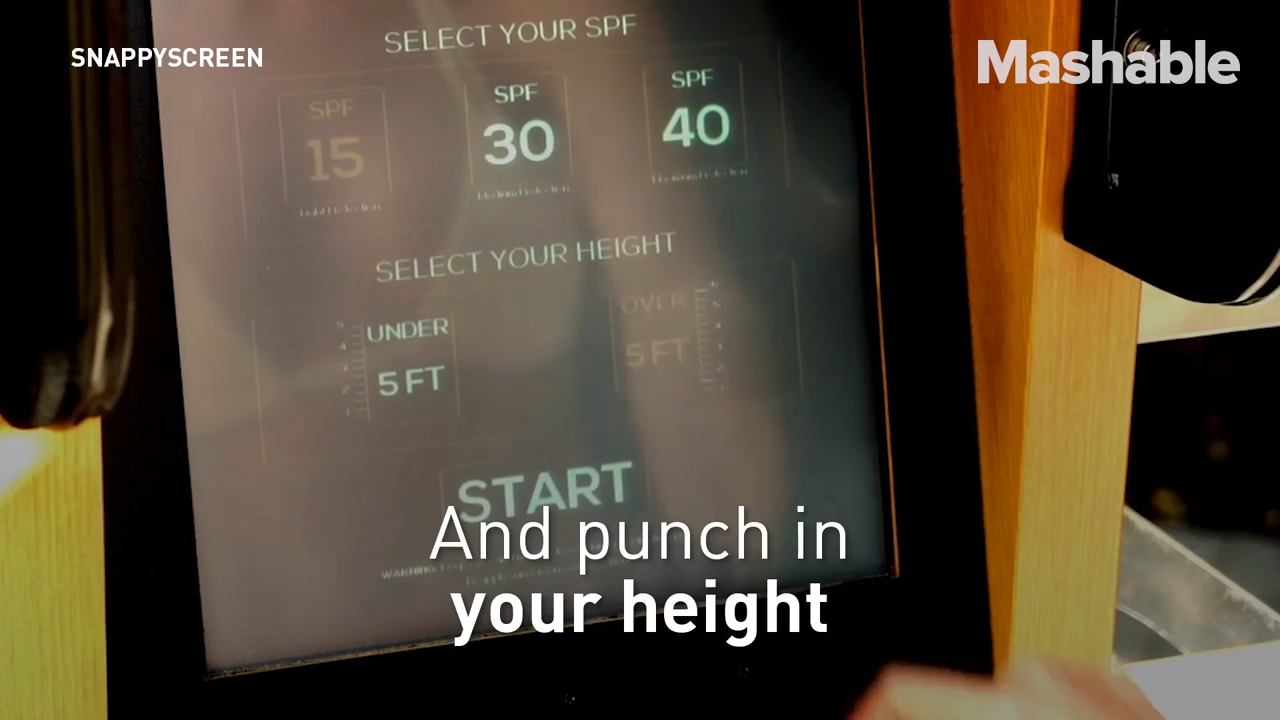 SNAPPYSCREEN
Mashable
SELECT YOUR SPF
SPF
15
SPF
30
SPF
40
SELECT YOUR HEIGHT
UNDER
5 FT
OVER
5 FT
START
And punch in
WARNING:
your height